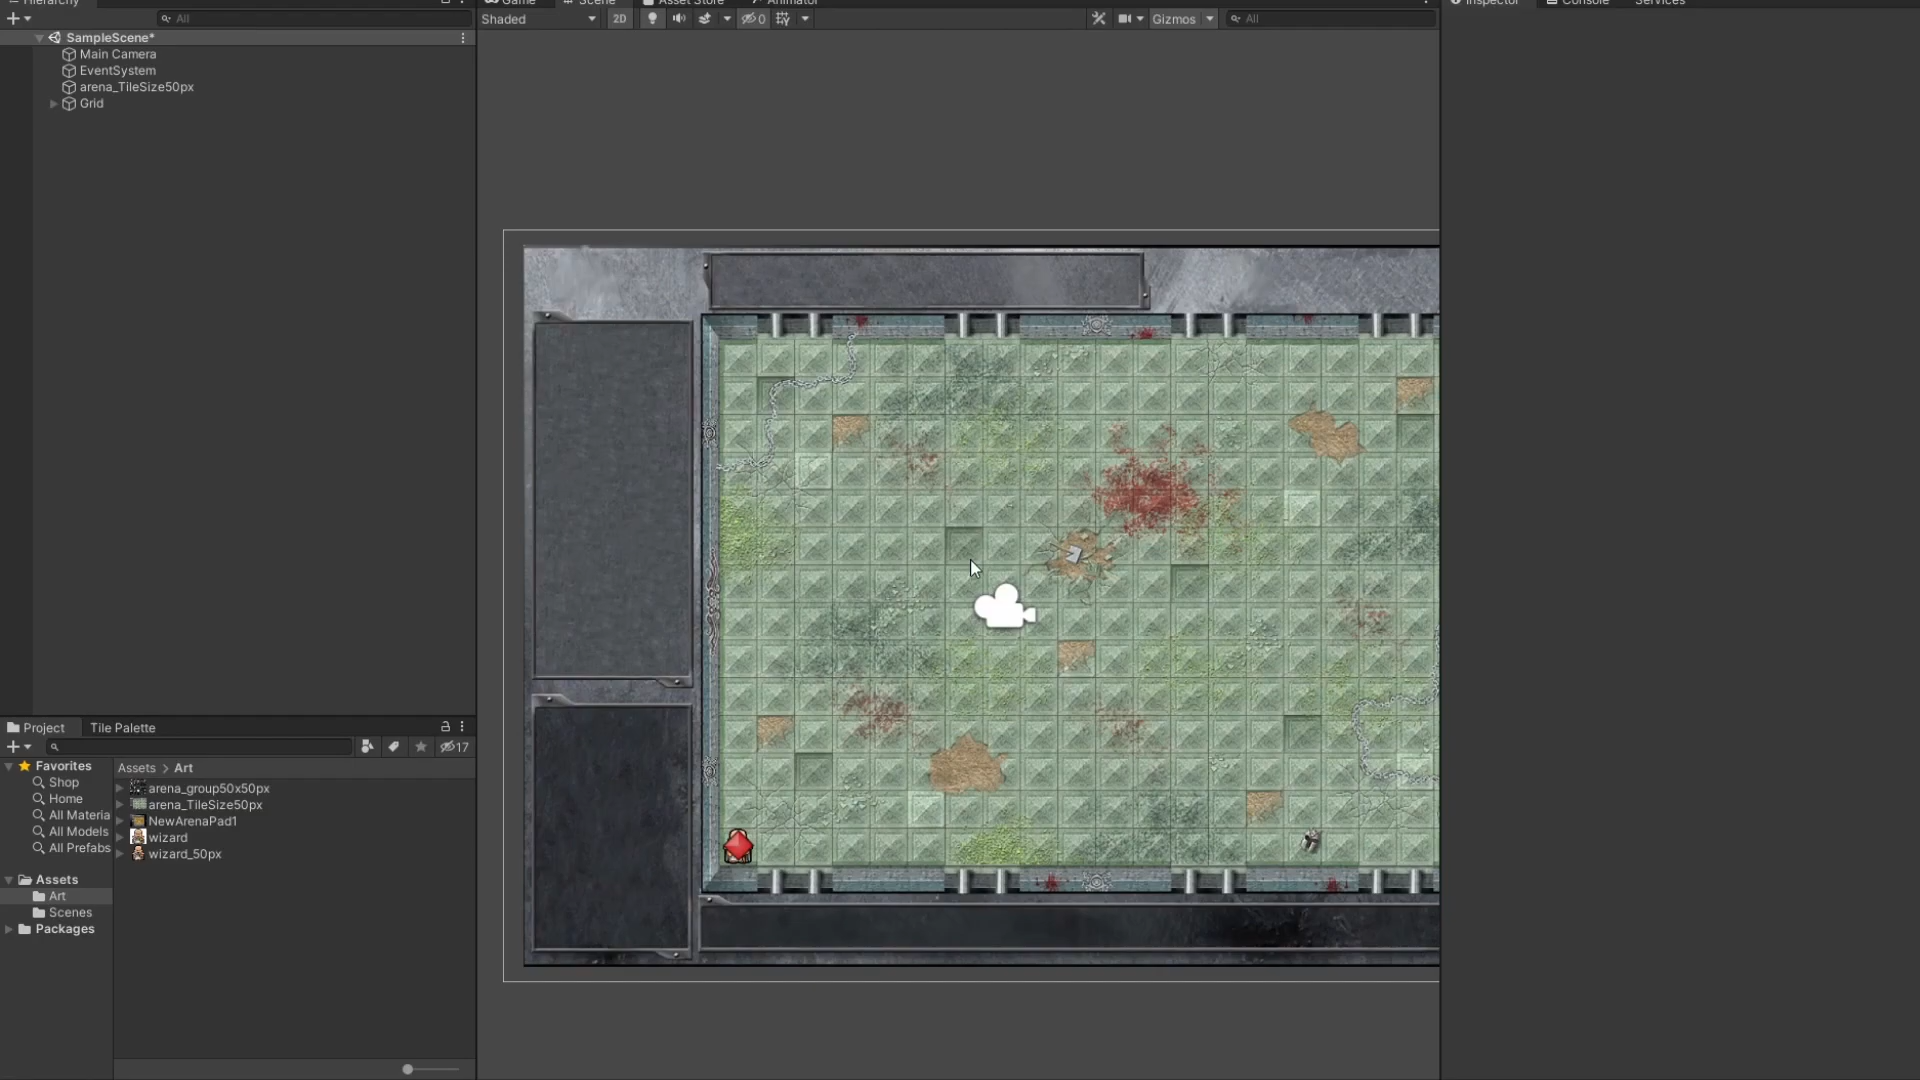 Hierarchy
Game
Scene
Asset Store
Animator
Inspector
Console
Services
All
Shaded
2D
0
Gizmos
All
SampleScene*
Main Camera
EventSystem
arena_TileSize50px
Grid
Project
Tile Palette
17
Favorites
Shop
Home
All Materia
All Models
All Prefabs
Assets
Art
Scenes
Packages
Assets > Art
arena_group50x50px
arena_TileSize50px
NewArenaPad1
wizard
wizard_50px